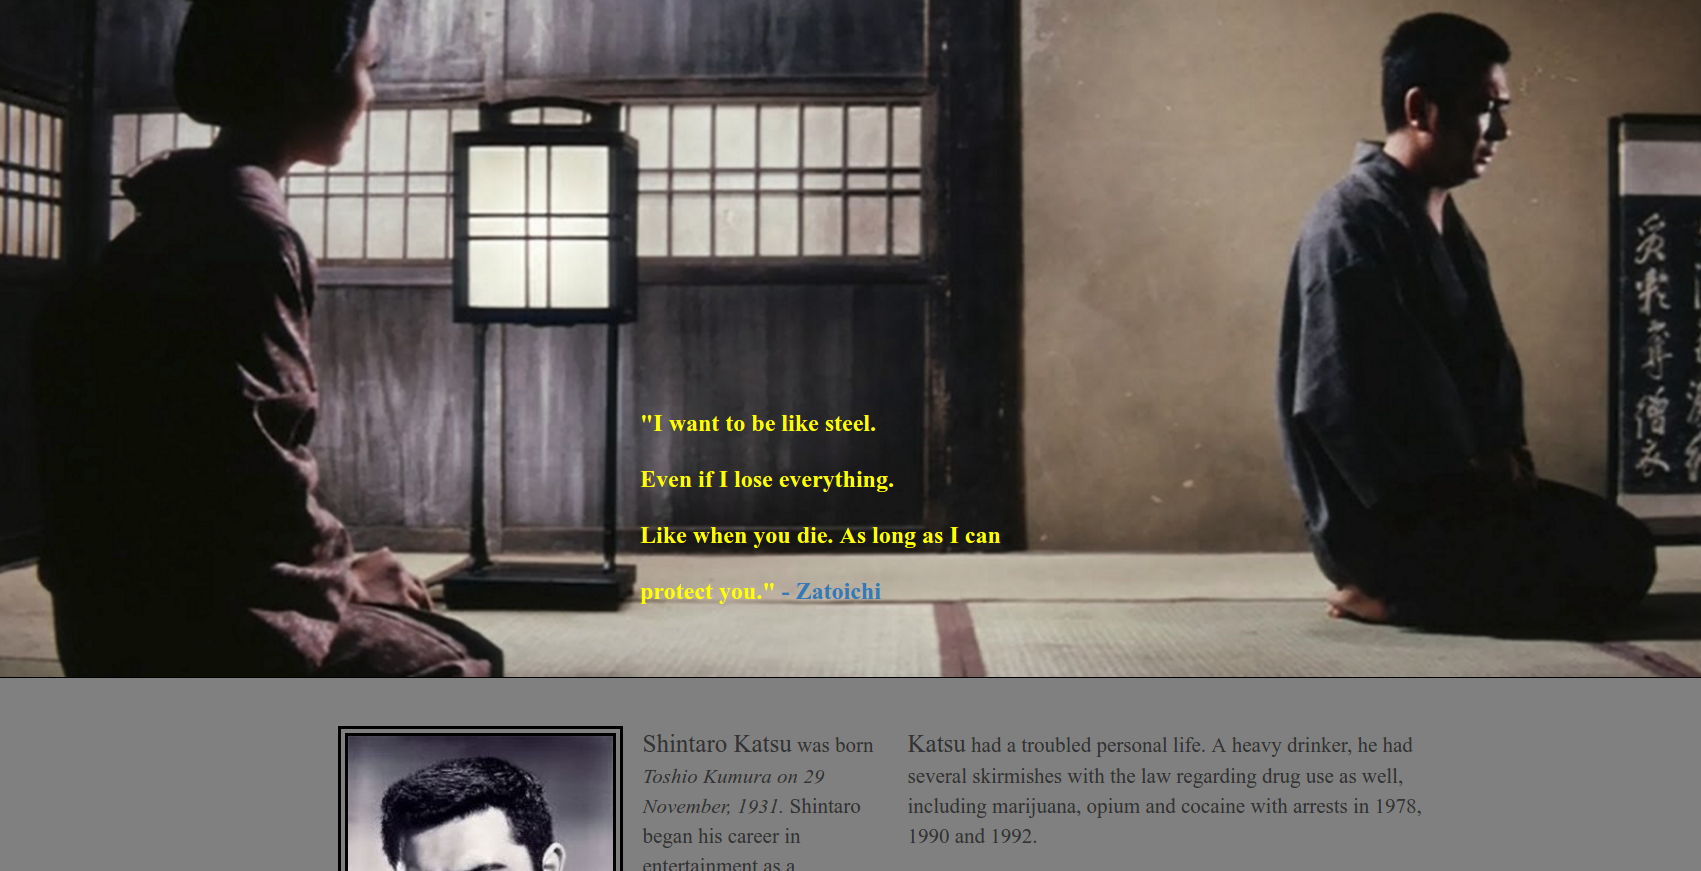 "I want to be like steel.
Even if I lose everything.
Like when you die. As long as I can
protect you." - Zatoichi
僧衣
Shintaro Katsu was born
Toshio Kumura on 29
November, 1931. Shintaro
began his career in
entertainment as a
Katsu had a troubled personal life. A heavy drinker, he had
several skirmishes with the law regarding drug use as well,
including marijuana, opium and cocaine with arrests in 1978,
1990 and 1992.